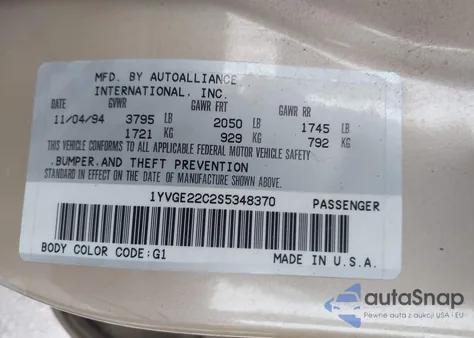 MFD. BY AUTOALLIANCE
INTERNATIONAL, INC.
DATE GVWR GAWR FRT GAWR RR
11/04/94 3795 LB 2050 LB 1745 LB
1721 KG 929 KG 792 KG
THIS VEHICLE CONFORMS TO ALL APPLICABLE FEDERAL MOTOR VEHICLE SAFETY
.BUMPER.AND THEFT PREVENTION
STANDARD IN EFFECT ON THE DATE OF MANUFACTURE SHOWN ABOVE.
1YVGE22C2S5348370 PASSENGER
BODY COLOR CODE:G1 MADE IN U.S.A.
autoSnap
Pewne auta z aukcji USA i EU